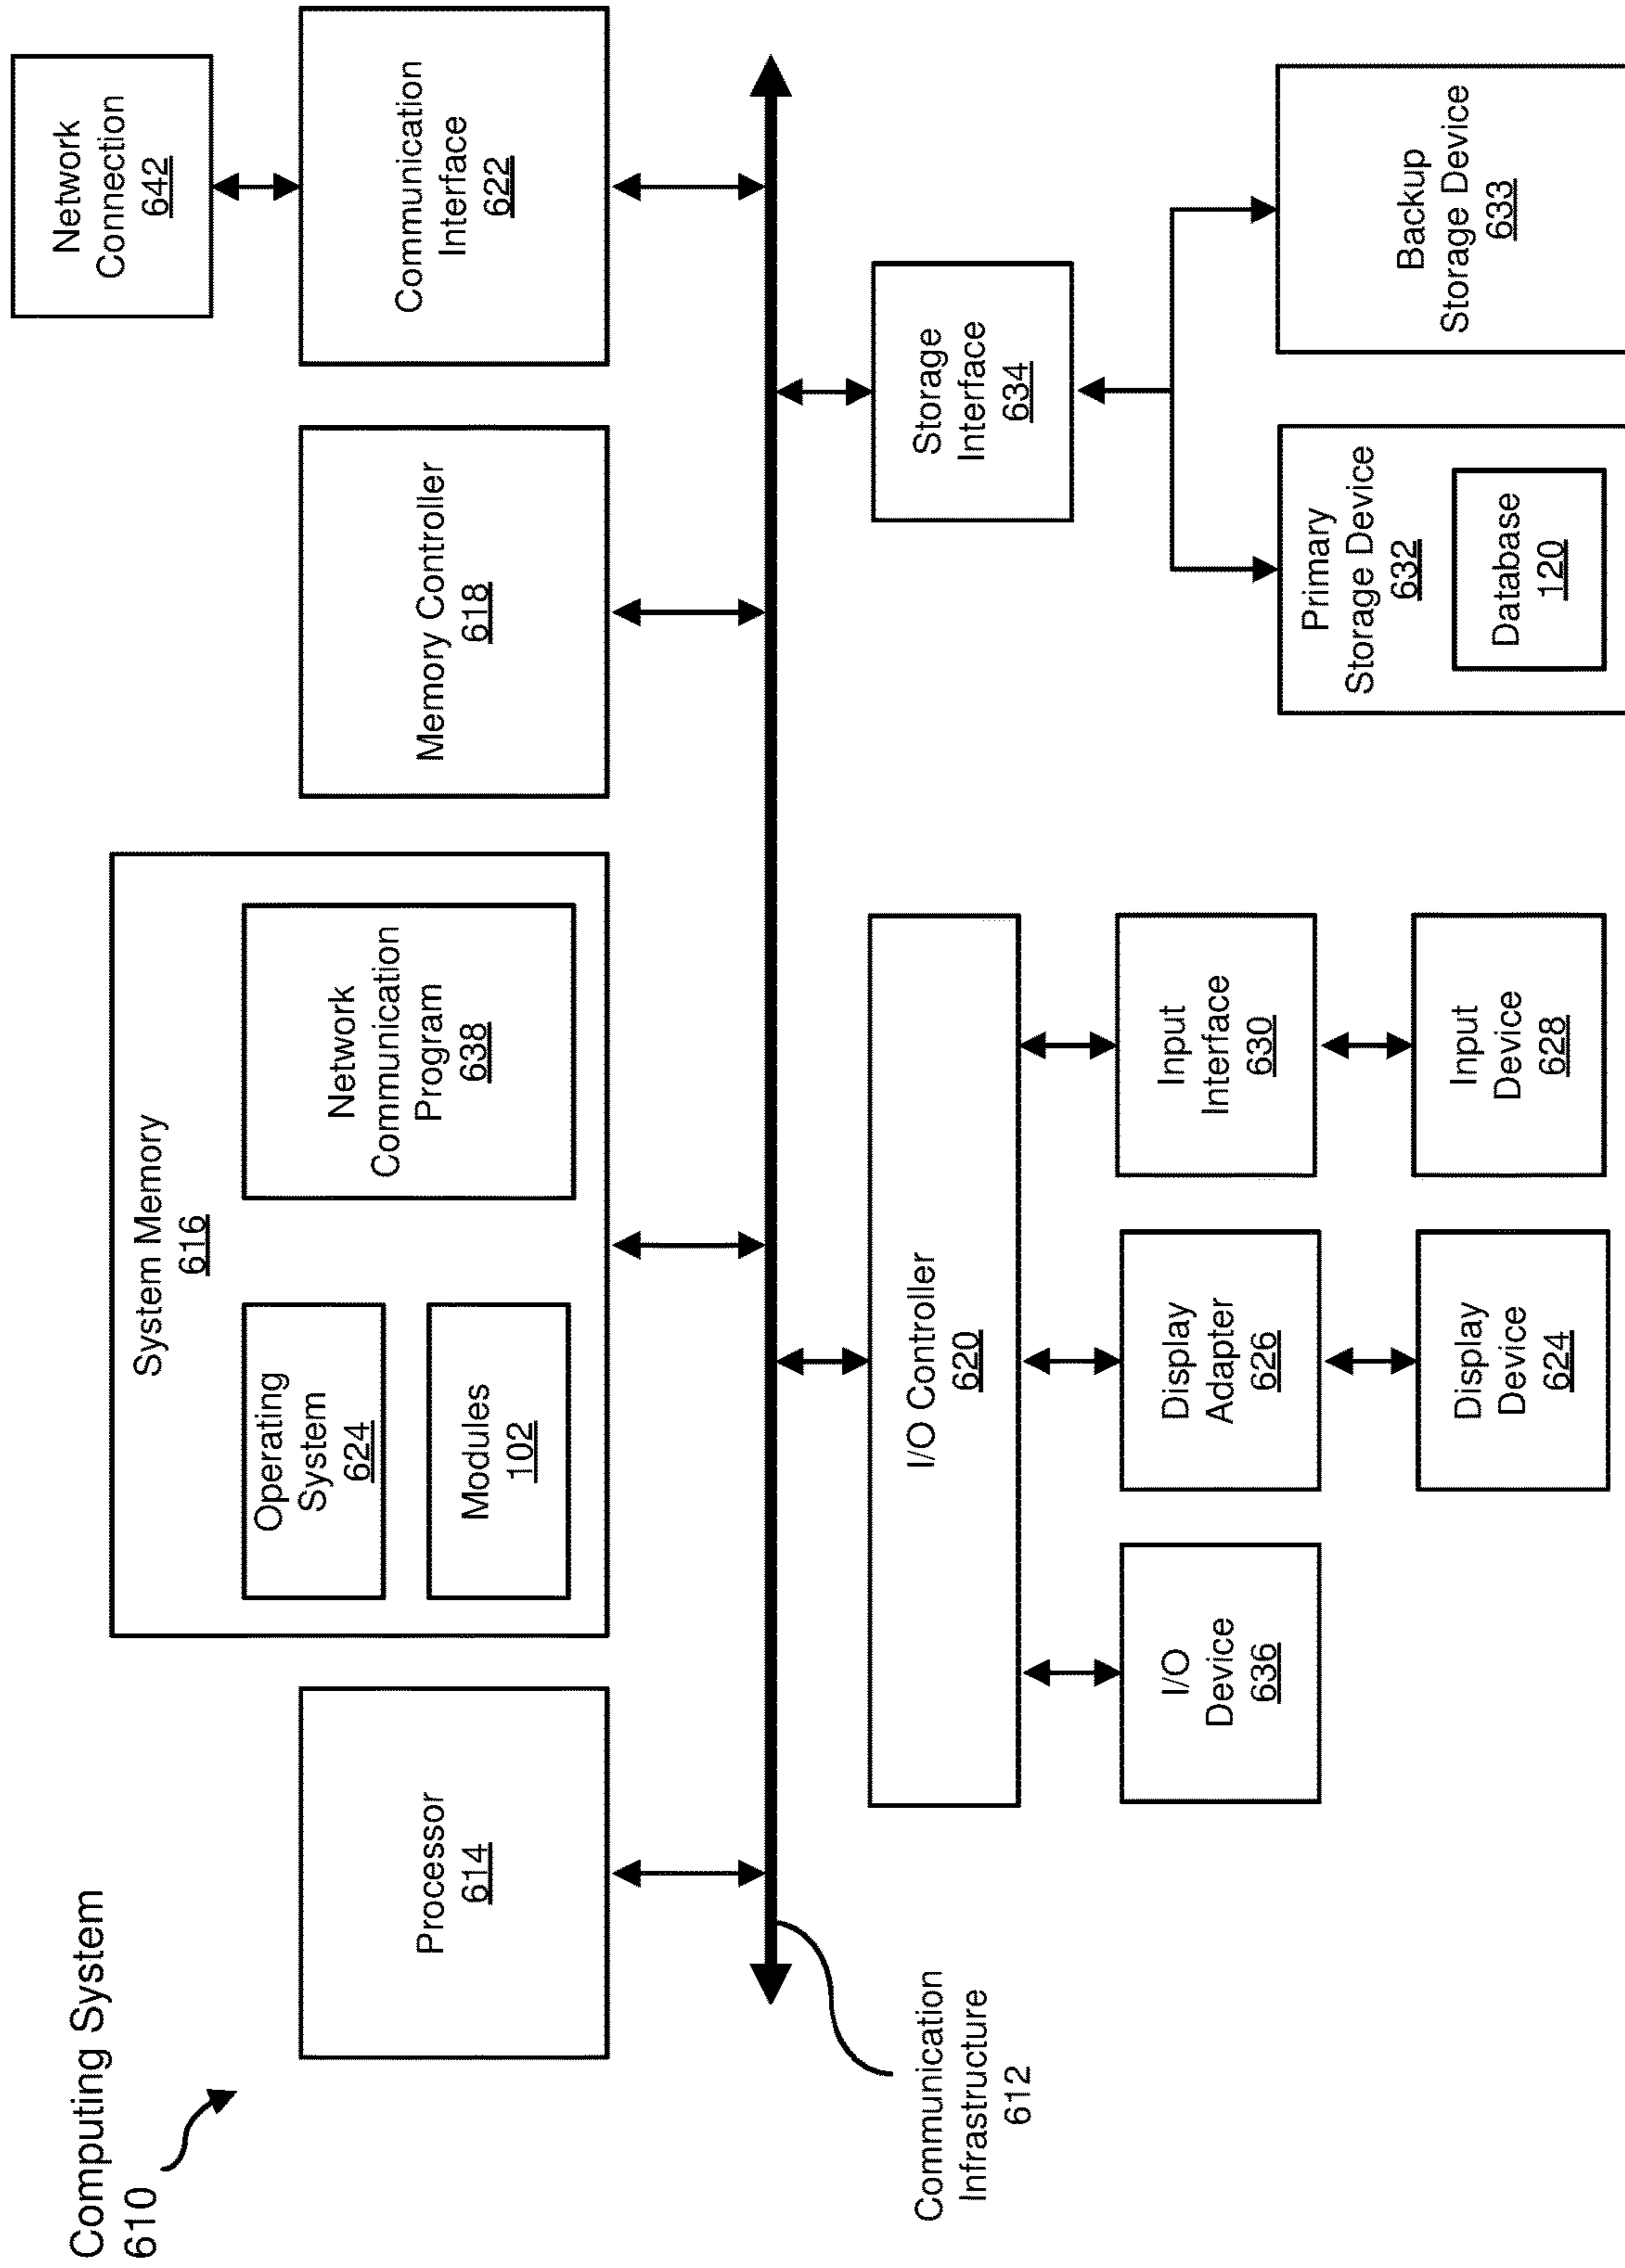 Computing System
610
Processor
614
System Memory
616
Operating
System
624
Modules
102
Network
Communication
Program
638
Memory Controller
618
Network
Connection
642
Communication
Interface
622
Communication
Infrastructure
612
I/O Controller
620
I/O
Device
636
Display
Adapter
626
Display
Device
624
Input
Interface
630
Input
Device
628
Storage
Interface
634
Primary
Storage Device
632
Database
120
Backup
Storage Device
633